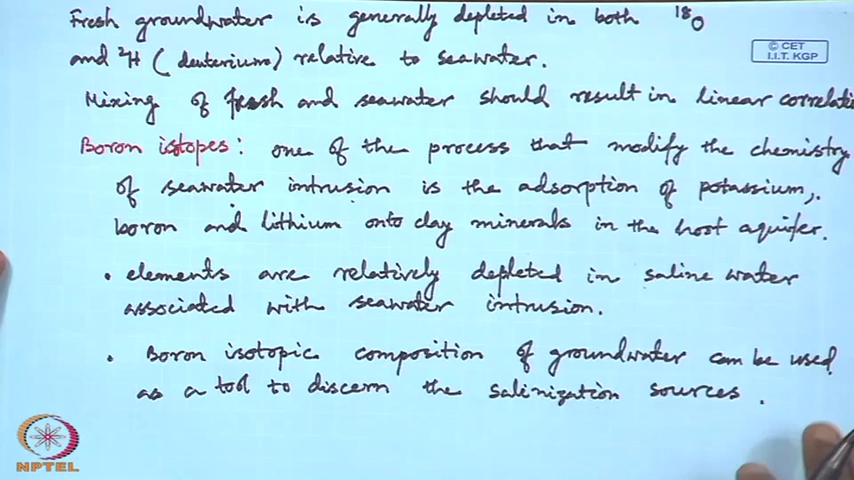 Fresh groundwater is generally depleted in both ¹⁸O
© CET
I.I.T. KGP
and ²H (deuterium) relative to seawater.
Mixing of fresh and seawater should result in linear correlati
Boron istopes: one of the process that modify the chemistry
of seawater intrusion is the adsorption of potassium,
boron and lithium onto clay minerals in the host aquifer.
• elements are relatively depleted in saline water
associated with seawater intrusion.
• Boron isotopic composition of groundwater can be used
as a tool to discern the salinization sources.
NPTEL